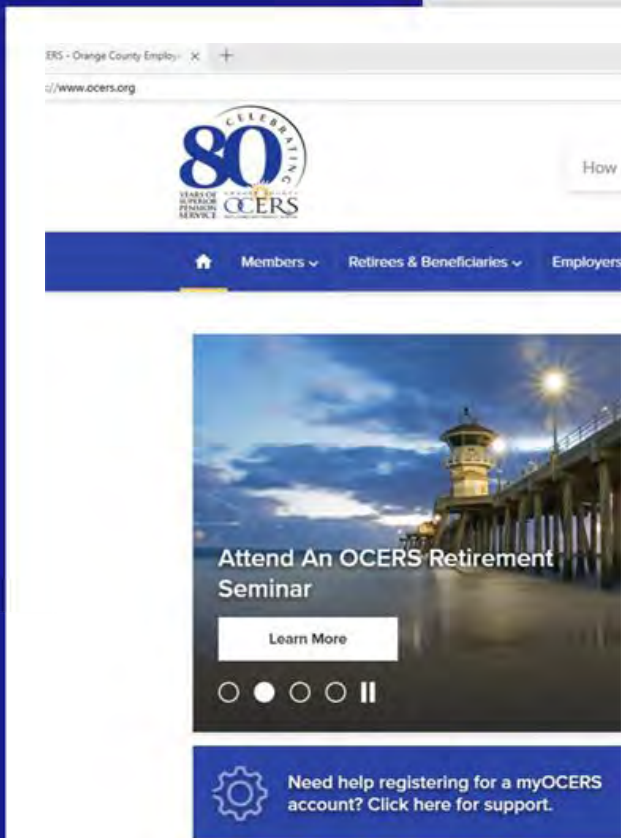 ERS - Orange County Employ
://www.ocers.org
CELEBRATING
80
YEARS OF
SUPERIOR
PENSION
SERVICE
OCERS
How
Members
Retirees & Beneficiaries
Employers
Attend An OCERS Retirement
Seminar
Learn More
Need help registering for a myOCERS
account? Click here for support.